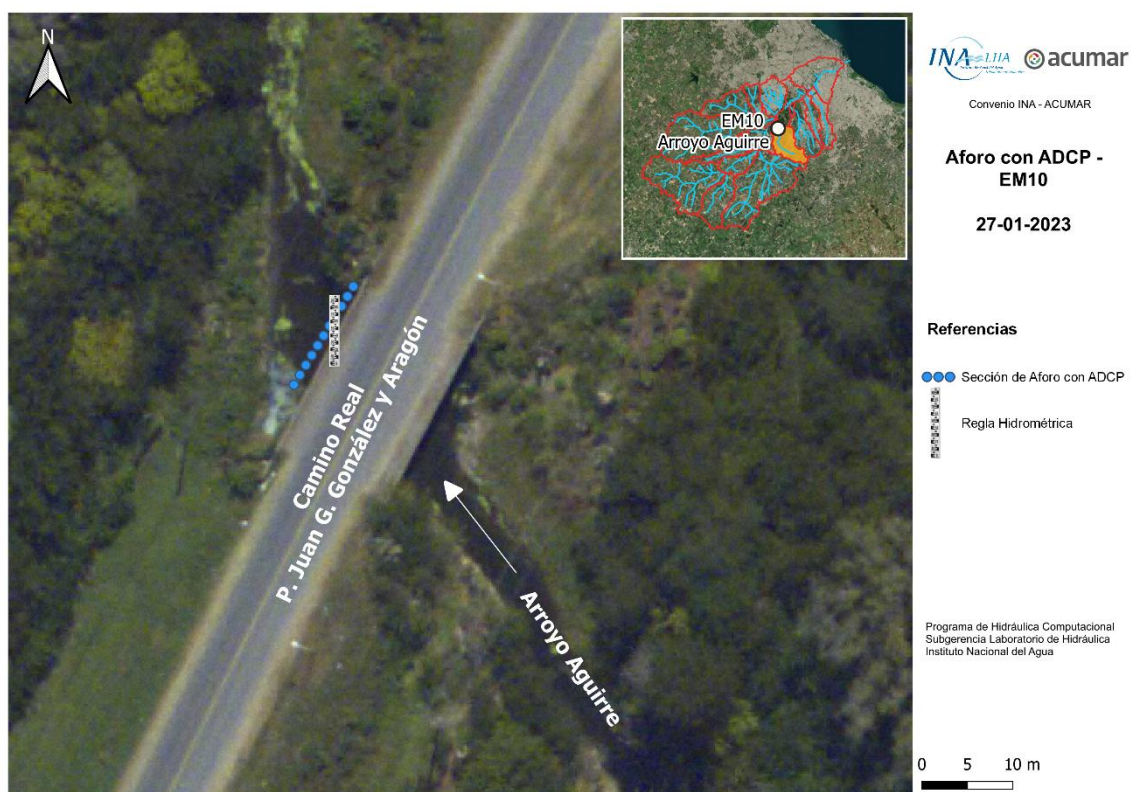 N
EM10
Arroyo Aguirre
Camino Real
P. Juan G. González y Aragón
Arroyo Aguirre
INA LHA
acumar
Convenio INA - ACUMAR
Aforo con ADCP -
EM10
27-01-2023
Referencias
Sección de Aforo con ADCP
Regla Hidrométrica
Programa de Hidráulica Computacional
Subgerencia Laboratorio de Hidráulica
Instituto Nacional del Agua
0 5 10 m